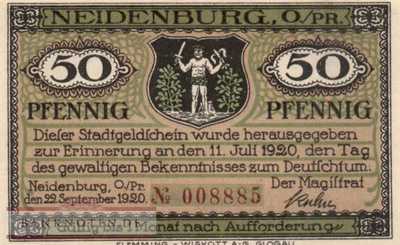 NEIDENBURG, O/PR.
50 50
PFENNIG PFENNIG
Dieser Stadtgeldschein wurde herausgegeben
zur Erinnerung an den 11. Juli 1920, den Tag
des gewaltigen Bekenntnisses zum Deutschtum.
Neidenburg, O/Pr. Der Magistrat
den 22. September 1920. № 008885
BANKNOTEN.DE
Monat nach Aufforderung
FLEMMING-WISKOTT A-G. GLOGAU